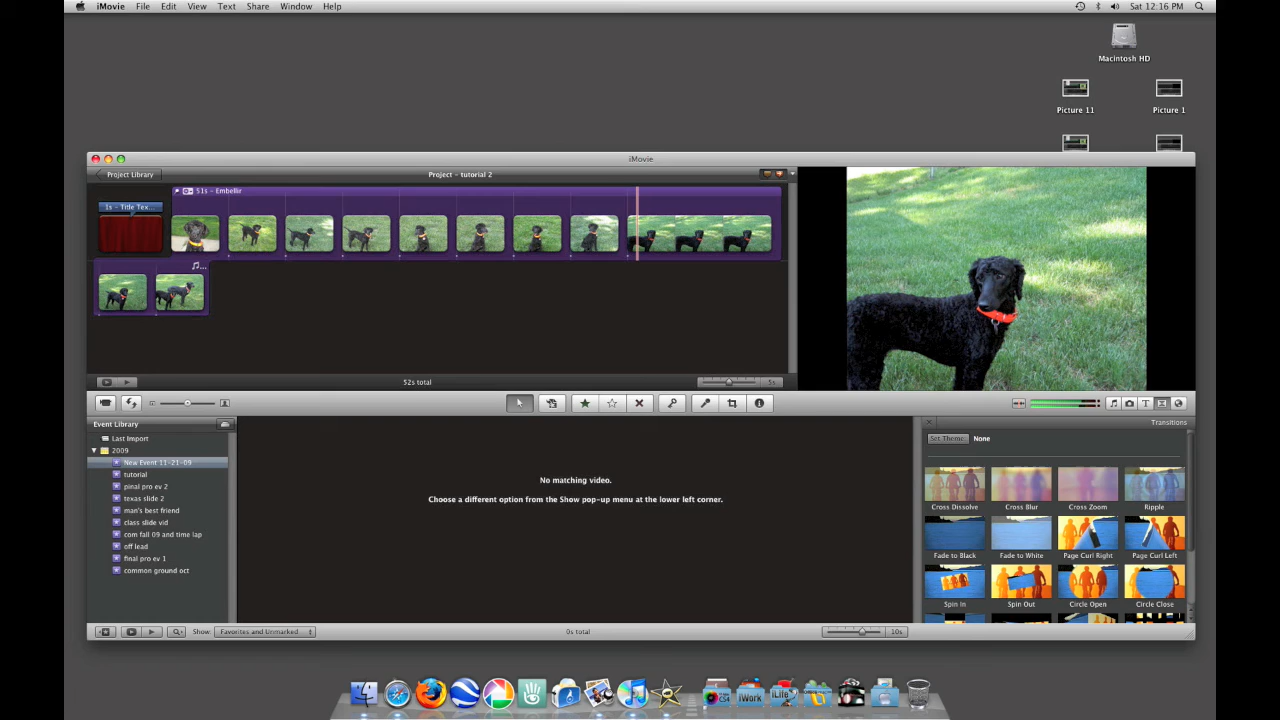 iMovie File Edit View Text Share Window Help Sat 12:16 PM
Macintosh HD
Picture 11 Picture 1
iMovie
Project Library Project - tutorial 2
51s - Embellir
1s - Title Tex...
52s total 5s
Event Library Transitions
Last Import
2009
New Event 11-21-09
tutorial
pinal pro ev 2
texas slide 2
man's best friend
class slide vid
com fall 09 and time lap
off lead
final pro ev 1
common ground oct
No matching video.
Choose a different option from the Show pop-up menu at the lower left corner.
Set Theme: None
Cross Dissolve Cross Blur Cross Zoom Ripple
Fade to Black Fade to White Page Curl Right Page Curl Left
Spin In Spin Out Circle Open Circle Close
Show: Favorites and Unmarked 0s total 10s
CS4 iWork iLife